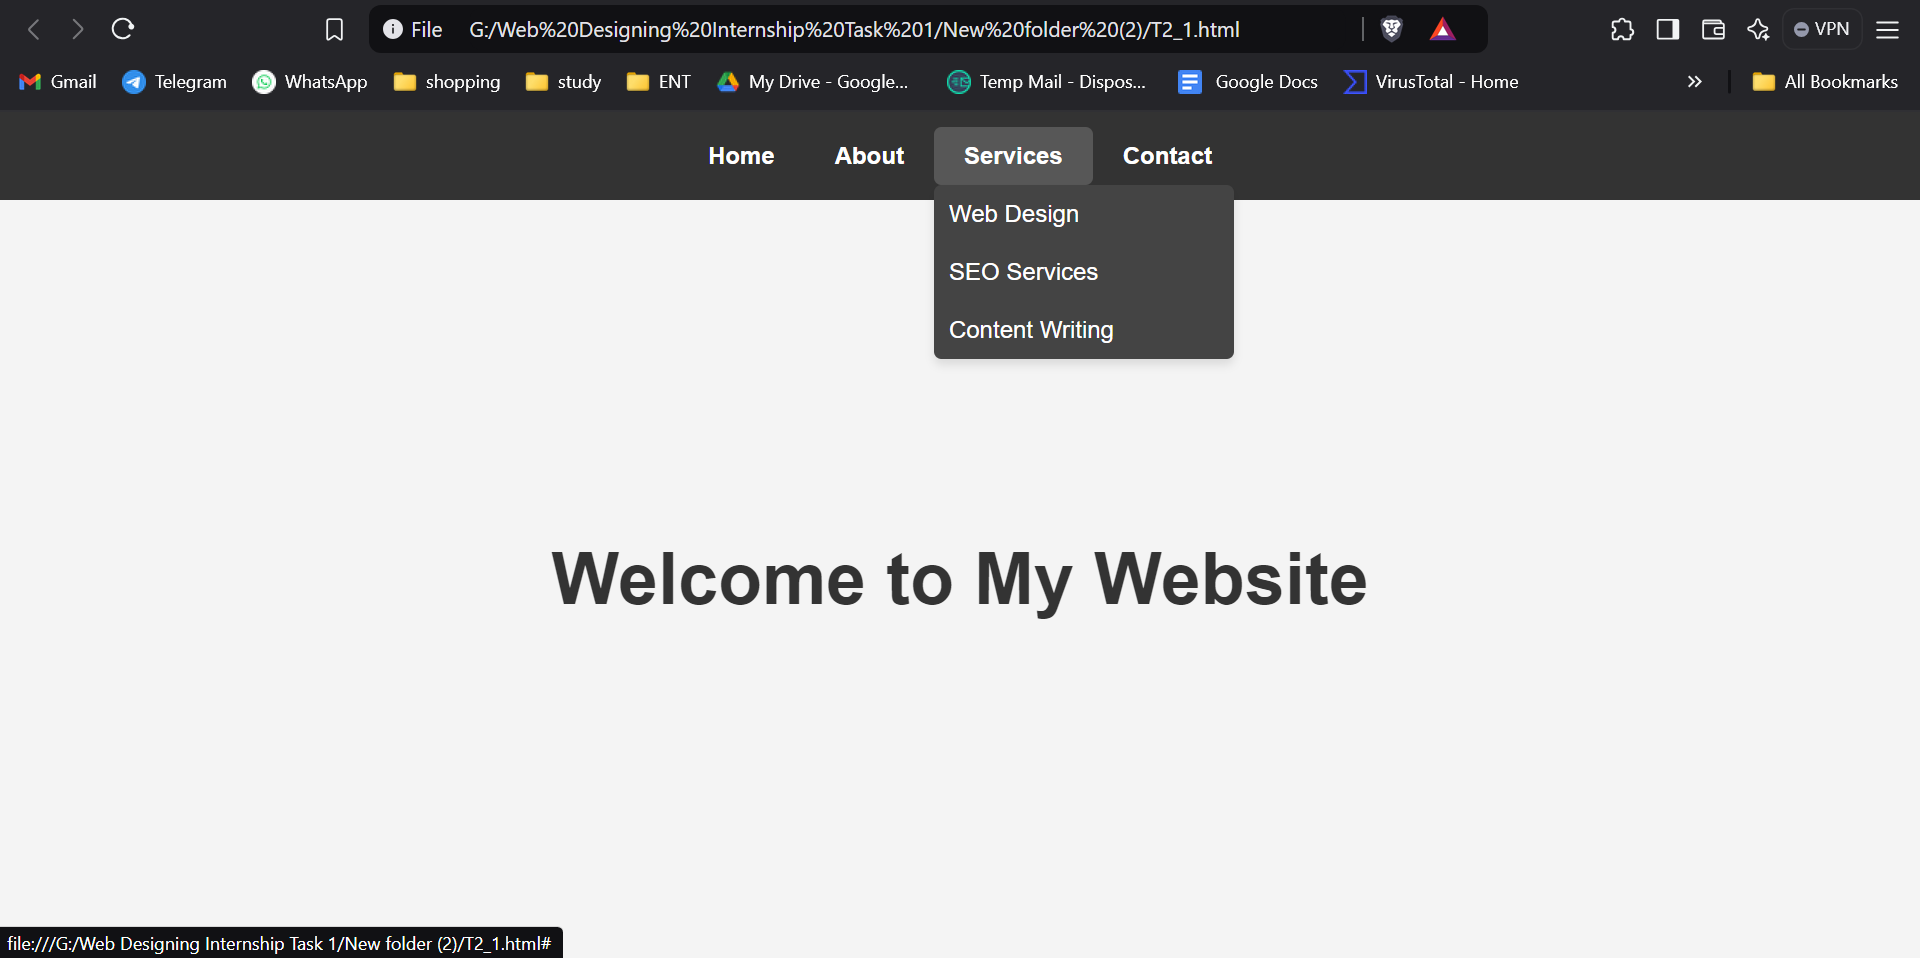 File G:/Web%20Designing%20Internship%20Task%201/New%20folder%20(2)/T2_1.html VPN
Gmail Telegram WhatsApp shopping study ENT My Drive - Google... Temp Mail - Dispos... Google Docs VirusTotal - Home All Bookmarks
Home About Services Contact
Web Design
SEO Services
Content Writing
Welcome to My Website
file:///G:/Web Designing Internship Task 1/New folder (2)/T2_1.html#